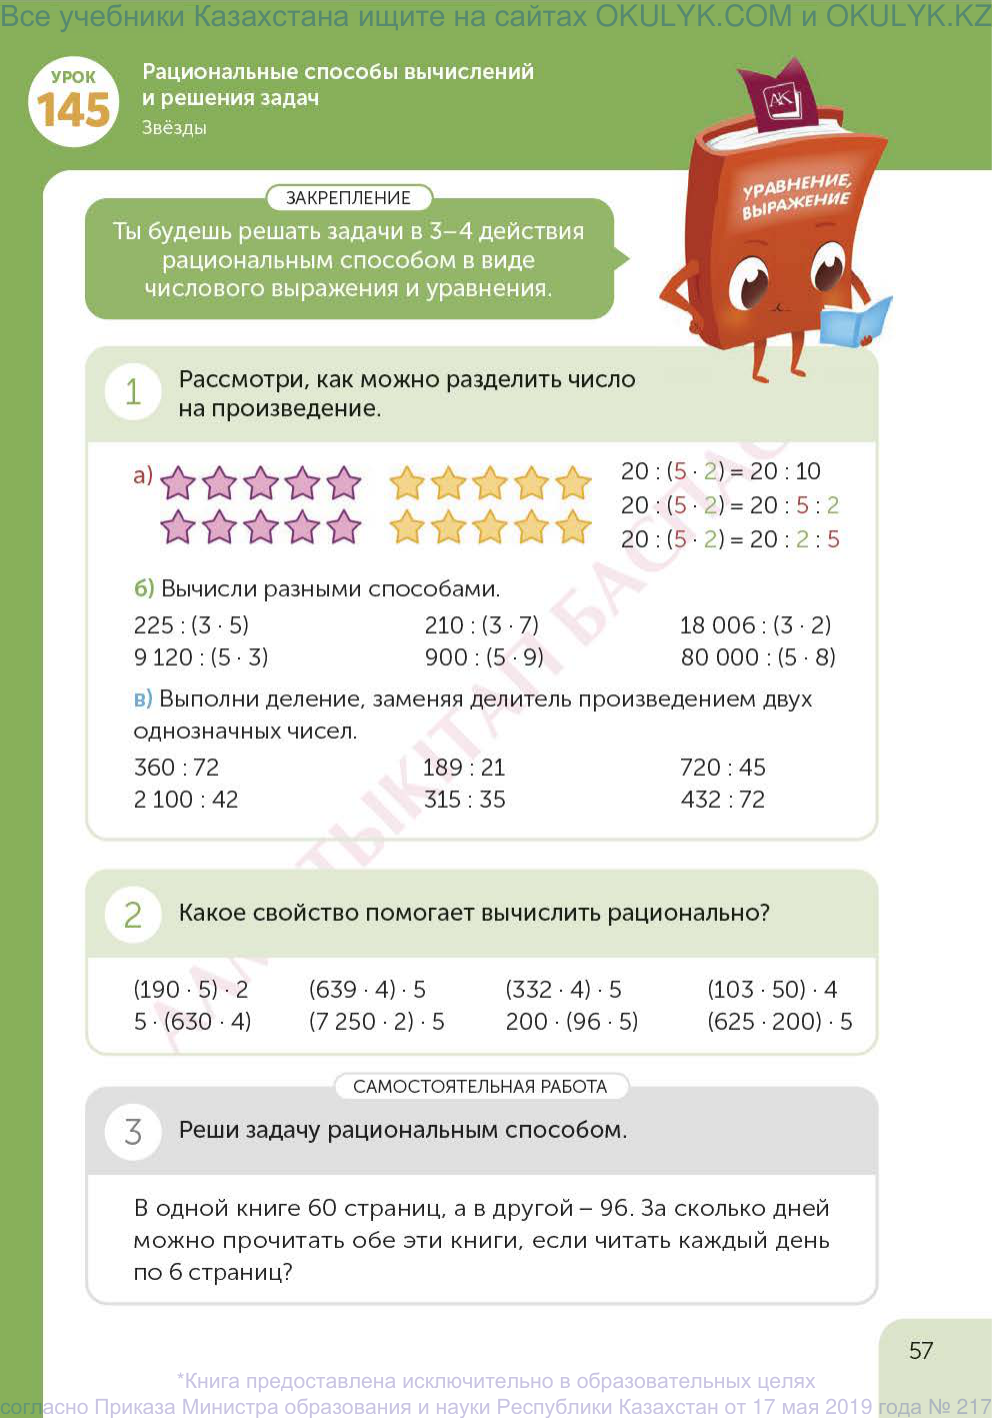 Все учебники Казахстана ищите на сайтах OKULYK.COM и OKULYK.KZ
УРОК
145
Рациональные способы вычислений
и решения задач
Звёзды
АК
УРАВНЕНИЕ,
ВЫРАЖЕНИЕ
ЗАКРЕПЛЕНИЕ
Ты будешь решать задачи в 3–4 действия
рациональным способом в виде
числового выражения и уравнения.
1
Рассмотри, как можно разделить число
на произведение.
а)
20 : (5 · 2) = 20 : 10
20 : (5 · 2) = 20 : 5 : 2
20 : (5 · 2) = 20 : 2 : 5
б) Вычисли разными способами.
225 : (3 · 5) 210 : (3 · 7) 18 006 : (3 · 2)
9 120 : (5 · 3) 900 : (5 · 9) 80 000 : (5 · 8)
в) Выполни деление, заменяя делитель произведением двух
однозначных чисел.
360 : 72 189 : 21 720 : 45
2 100 : 42 315 : 35 432 : 72
2
Какое свойство помогает вычислить рационально?
(190 · 5) · 2 (639 · 4) · 5 (332 · 4) · 5 (103 · 50) · 4
5 · (630 · 4) (7 250 · 2) · 5 200 · (96 · 5) (625 · 200) · 5
САМОСТОЯТЕЛЬНАЯ РАБОТА
3
Реши задачу рациональным способом.
В одной книге 60 страниц, а в другой – 96. За сколько дней
можно прочитать обе эти книги, если читать каждый день
по 6 страниц?
57
*Книга предоставлена исключительно в образовательных целях
согласно Приказа Министра образования и науки Республики Казахстан от 17 мая 2019 года № 217